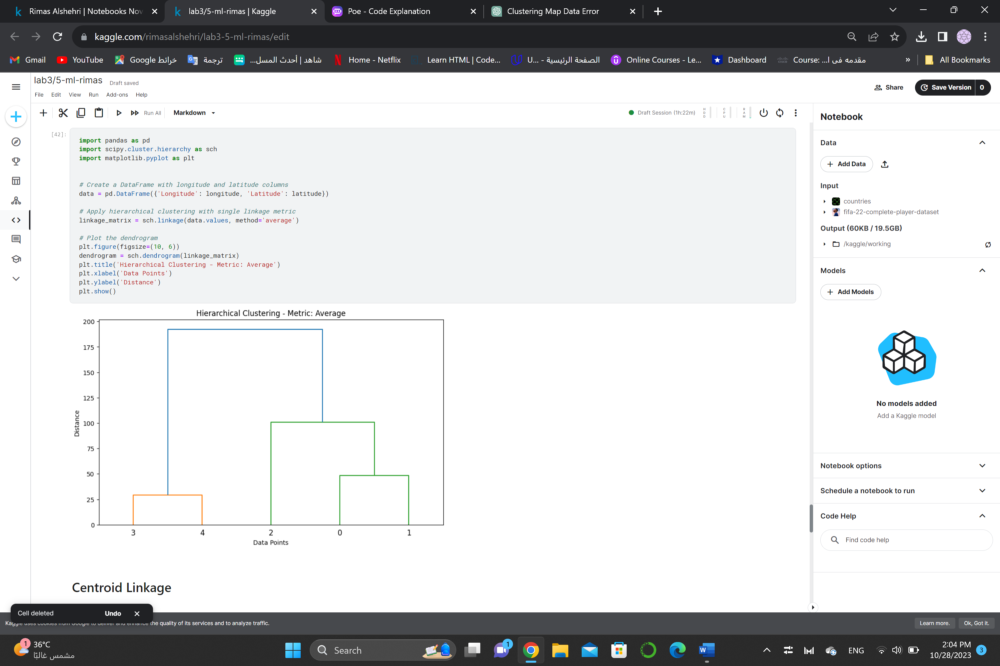 Rimas Alshehri | Notebooks Nov
lab3/5-ml-rimas | Kaggle
Poe - Code Explanation
Clustering Map Data Error
kaggle.com/rimasalshehri/lab3-5-ml-rimas/edit
Gmail
YouTube
خرائط Google
ترجمة
شاهد | أحدث المسل...
Home - Netflix
Learn HTML | Code...
الصفحة الرئيسية - U...
Online Courses - Le...
Dashboard
Course: مقدمه فى ا...
»
All Bookmarks
lab3/5-ml-rimas
Draft saved
File Edit View Run Add-ons Help
Share
Save Version 0
Run All
Markdown
Draft Session (1h:22m)
HDD
CPU
RAM
[42]:
import pandas as pd
import scipy.cluster.hierarchy as sch
import matplotlib.pyplot as plt
# Create a DataFrame with longitude and latitude columns
data = pd.DataFrame({'Longitude': longitude, 'Latitude': latitude})
# Apply hierarchical clustering with single linkage metric
linkage_matrix = sch.linkage(data.values, method='average')
# Plot the dendrogram
plt.figure(figsize=(10, 6))
dendrogram = sch.dendrogram(linkage_matrix)
plt.title('Hierarchical Clustering - Metric: Average')
plt.xlabel('Data Points')
plt.ylabel('Distance')
plt.show()
Hierarchical Clustering - Metric: Average
200
175
150
125
100
75
50
25
0
Distance
3 4 2 0 1
Data Points
Centroid Linkage
Notebook
Data
Add Data
Input
countries
fifa-22-complete-player-dataset
Output (60KB / 19.5GB)
/kaggle/working
Models
Add Models
No models added
Add a Kaggle model
Notebook options
Schedule a notebook to run
Code Help
Find code help
Cell deleted
Undo
Kaggle uses cookies from Google to deliver and enhance the quality of its services and to analyze traffic.
Learn more.
Ok, Got it.
1
36°C
مشمس غالبًا
Search
1
ENG
2:04 PM
10/28/2023
3